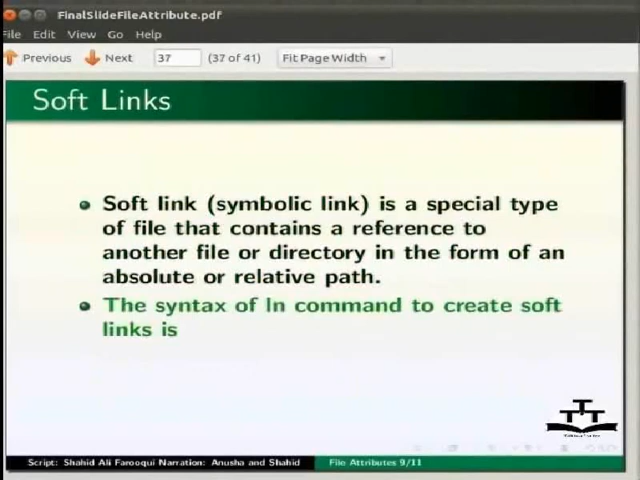 FinalSlideFileAttribute.pdf
File Edit View Go Help
Previous Next 37 (37 of 41) Fit Page Width
Soft Links
Soft link (symbolic link) is a special type
of file that contains a reference to
another file or directory in the form of an
absolute or relative path.
The syntax of ln command to create soft
links is
TTT
Script: Shahid Ali Farooqui Narration: Anusha and Shahid File Attributes 9/11